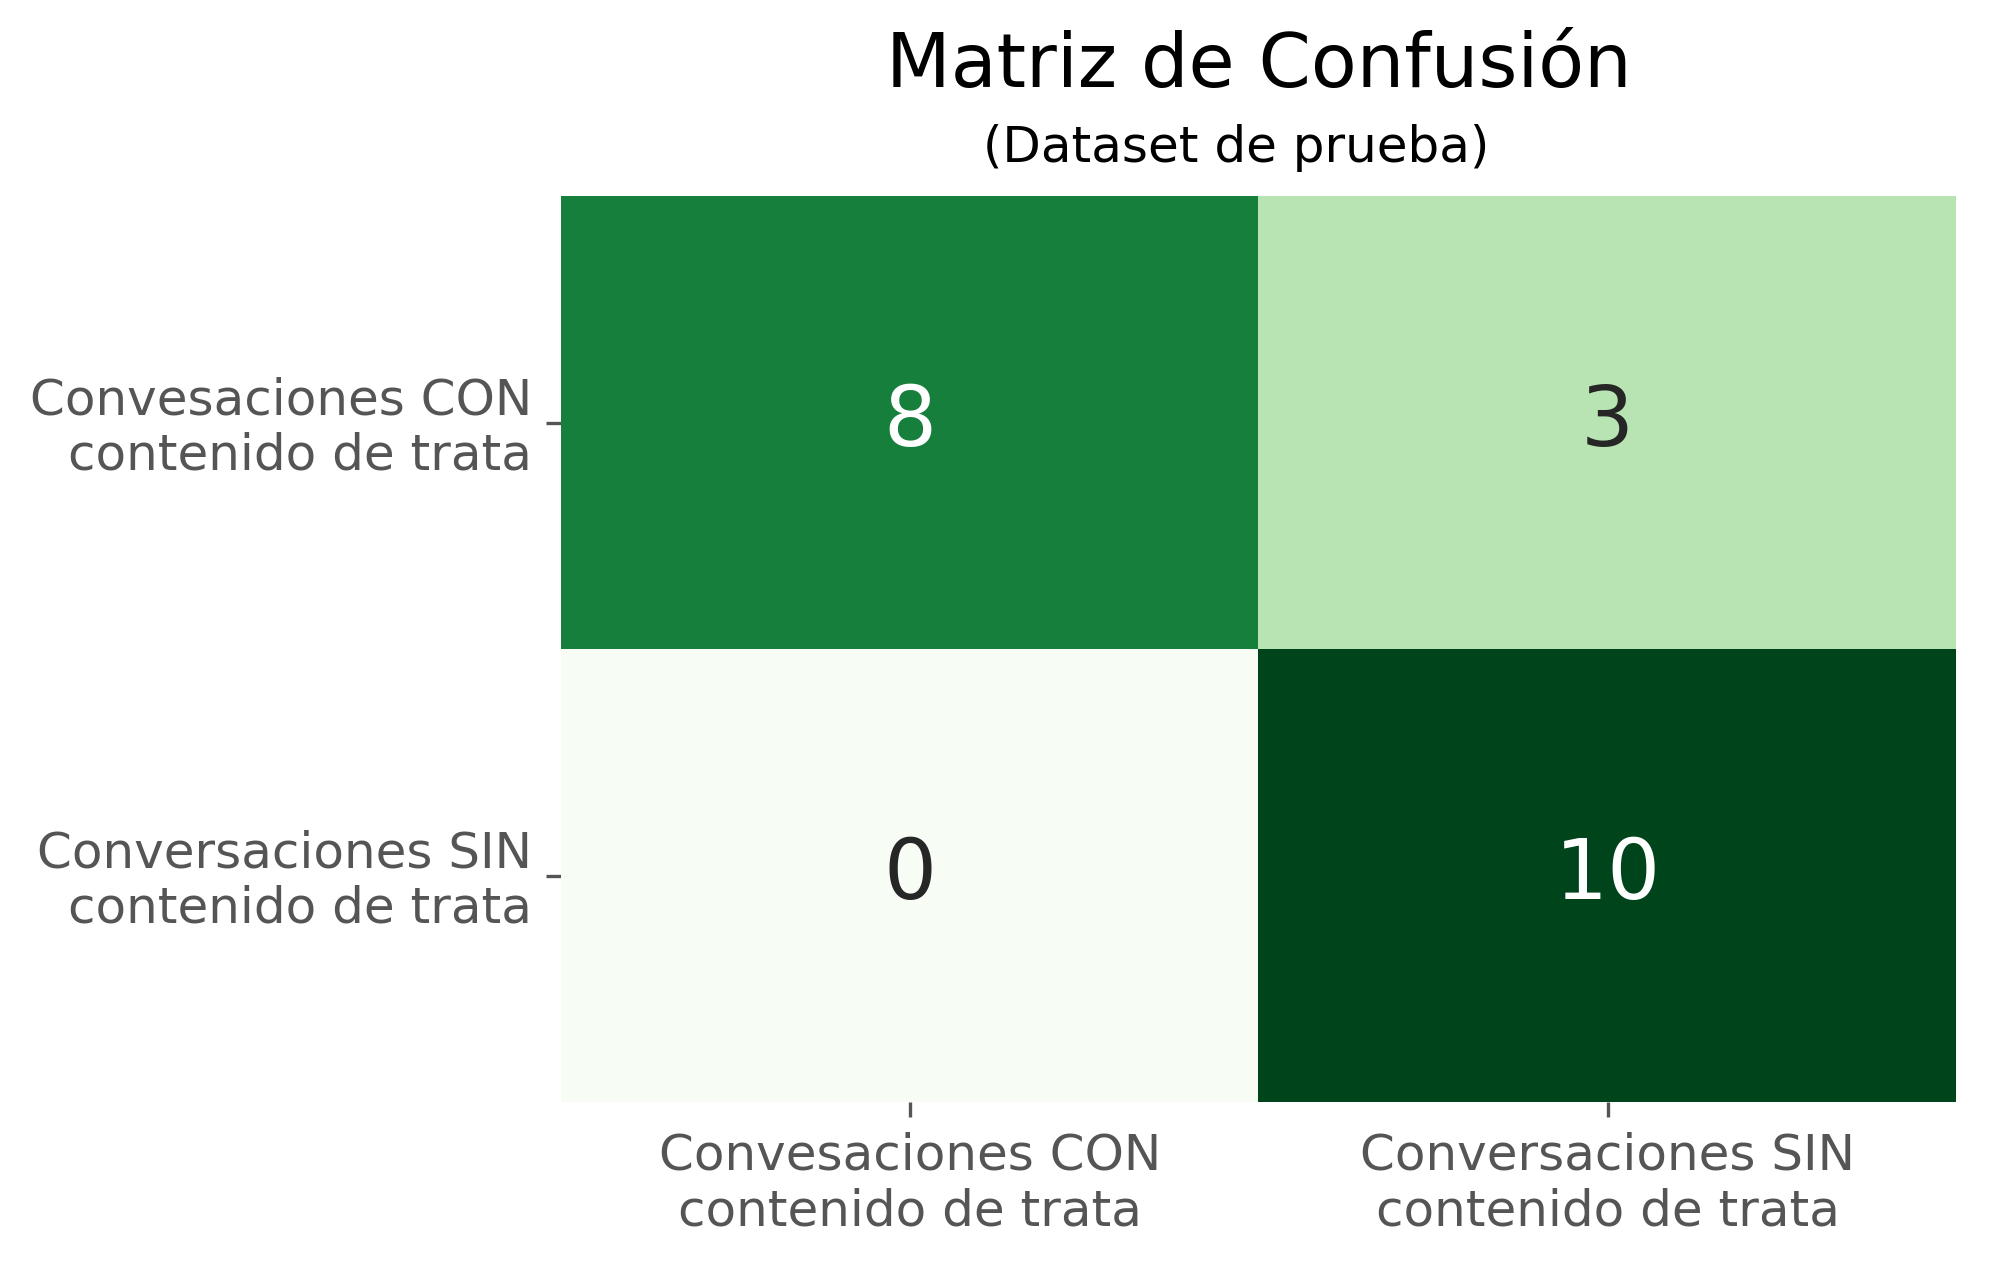 Matriz de Confusión
(Dataset de prueba)
Convesaciones CON
contenido de trata
8
3
Conversaciones SIN
contenido de trata
0
10
Convesaciones CON
contenido de trata
Conversaciones SIN
contenido de trata